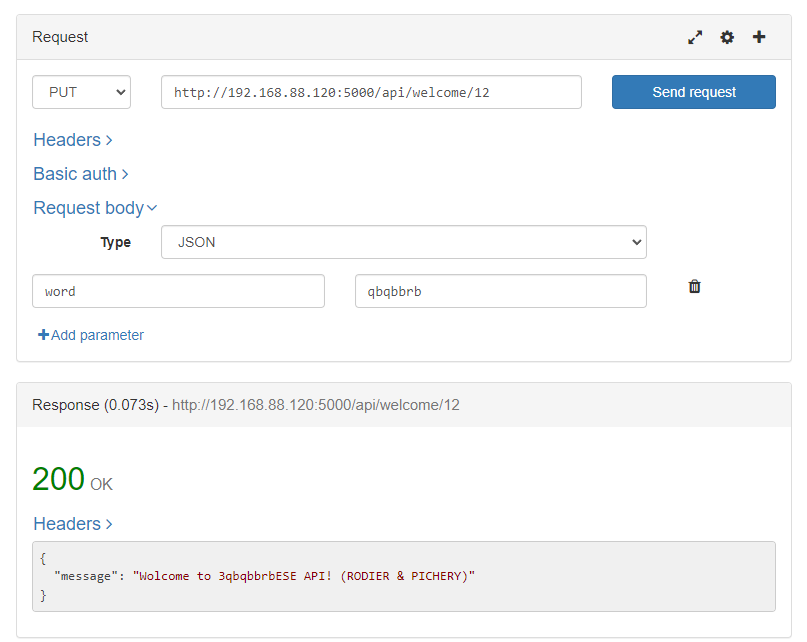 Request
PUT http://192.168.88.120:5000/api/welcome/12 Send request
Headers
Basic auth
Request body
Type JSON
word qbqbbrb
Add parameter
Response (0.073s) - http://192.168.88.120:5000/api/welcome/12
200 OK
Headers
{
"message": "Wolcome to 3qbqbbrbESE API! (RODIER & PICHERY)"
}